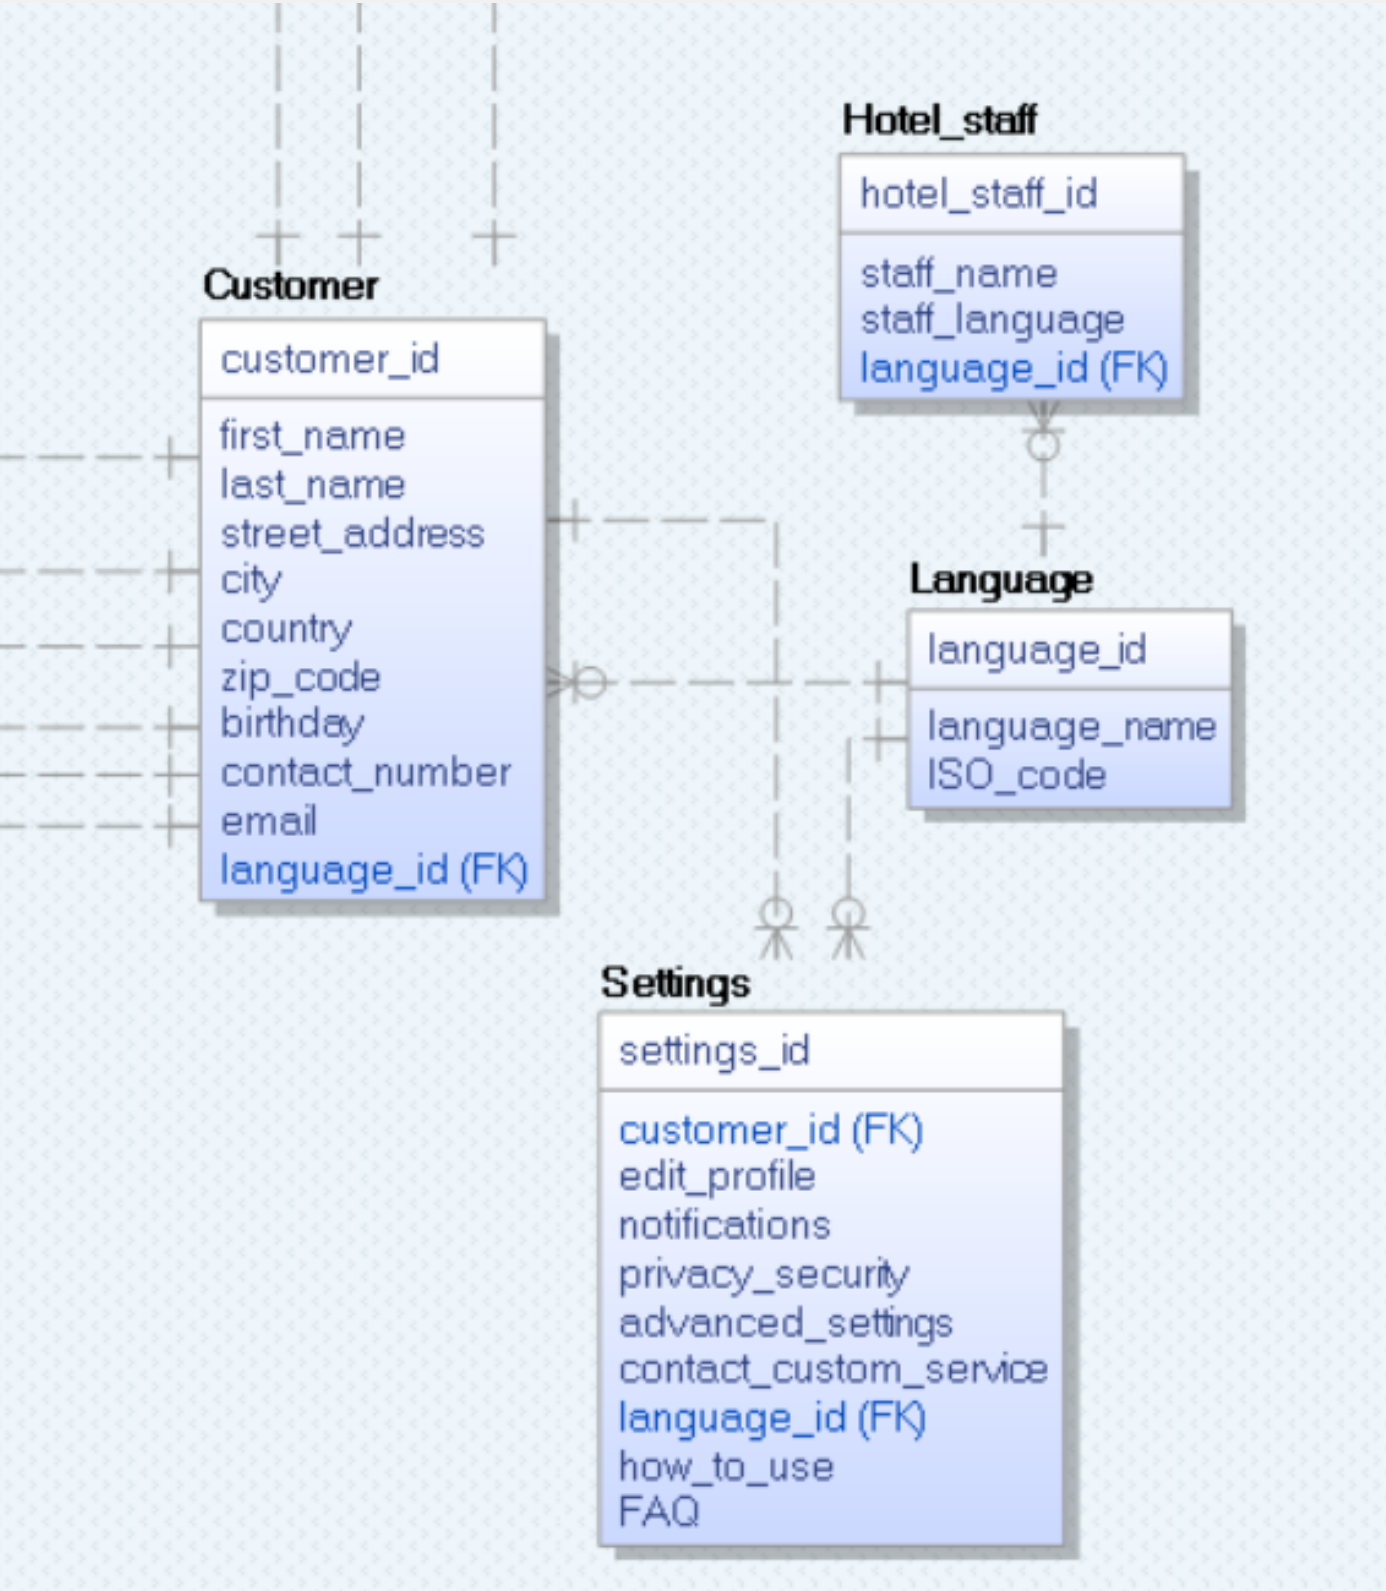 Hotel_staff
hotel_staff_id
staff_name
staff_language
language_id (FK)
Customer
customer_id
first_name
last_name
street_address
city
country
zip_code
birthday
contact_number
email
language_id (FK)
Language
language_id
language_name
ISO_code
Settings
settings_id
customer_id (FK)
edit_profile
notifications
privacy_security
advanced_settings
contact_custom_service
language_id (FK)
how_to_use
FAQ